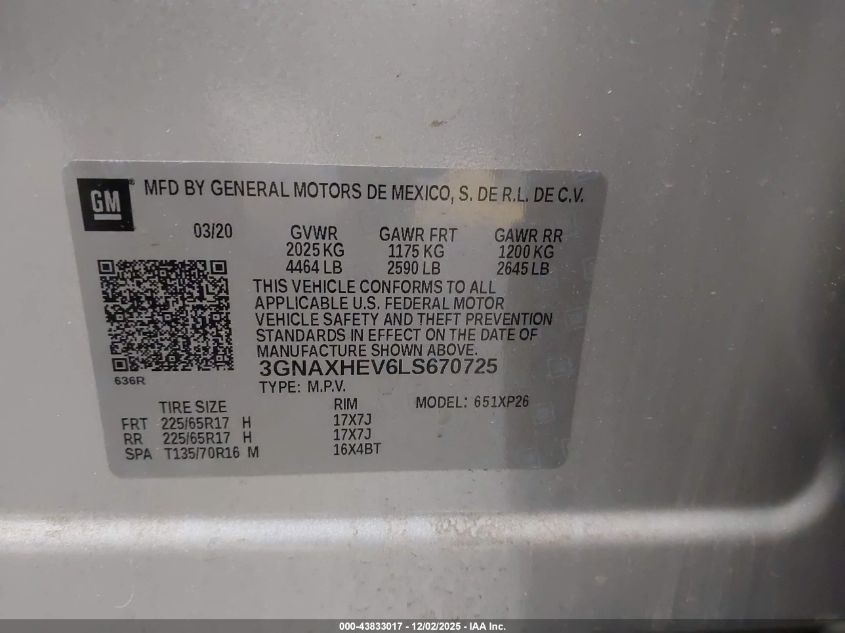 GM
MFD BY GENERAL MOTORS DE MEXICO, S. DE R.L. DE C.V.
03/20 GVWR GAWR FRT GAWR RR
2025 KG 1175 KG 1200 KG
4464 LB 2590 LB 2645 LB
THIS VEHICLE CONFORMS TO ALL
APPLICABLE U.S. FEDERAL MOTOR
VEHICLE SAFETY AND THEFT PREVENTION
STANDARDS IN EFFECT ON THE DATE OF
MANUFACTURE SHOWN ABOVE.
3GNAXHEV6LS670725
636R
TYPE: M.P.V.
TIRE SIZE RIM MODEL: 651XP26
FRT 225/65R17 H 17X7J
RR 225/65R17 H 17X7J
SPA T135/70R16 M 16X4BT
000-43833017 - 12/02/2025 - IAA Inc.